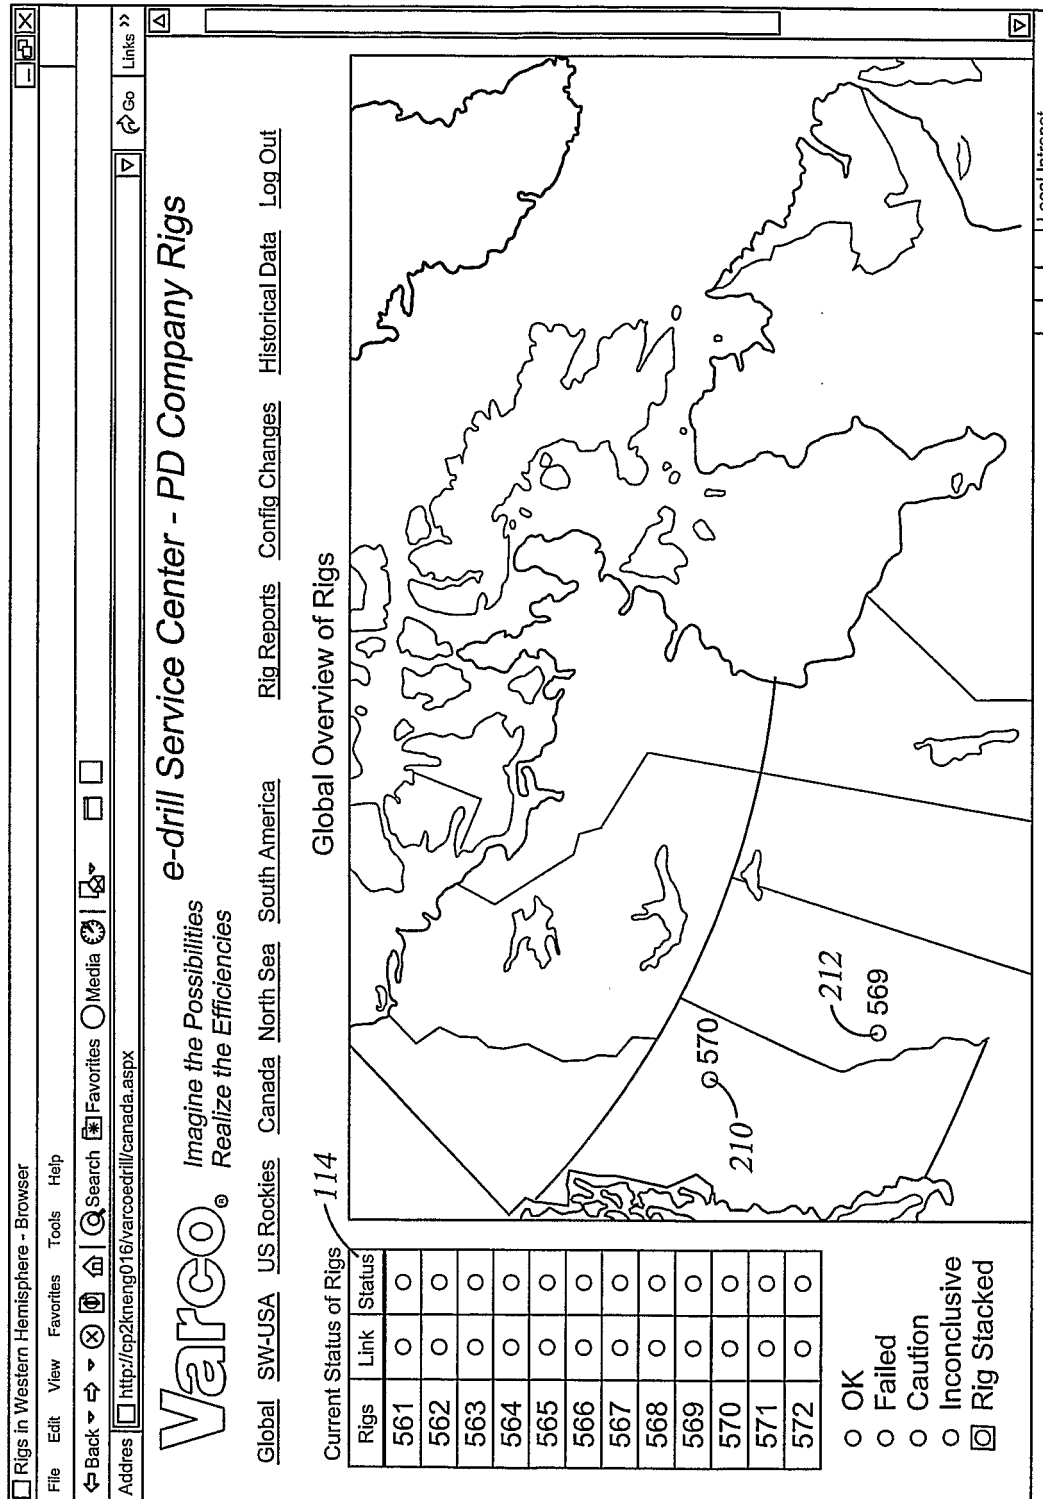 Rigs in Western Hemisphere - Browser
File Edit View Favorites Tools Help
Back Search Favorites Media
Addres http://cp2kneng016/varcoedrill/canada.aspx Go Links >>
Varco® Imagine the Possibilities
Realize the Efficiencies
e-drill Service Center - PD Company Rigs
Global SW-USA US Rockies Canada North Sea South America Rig Reports Config Changes Historical Data Log Out
Current Status of Rigs 114
Global Overview of Rigs
Rigs Link Status
561
562
563
564
565
566
567
568
569
570
571
572
OK
Failed
Caution
Inconclusive
Rig Stacked
570
210
212
569
Local Intranet